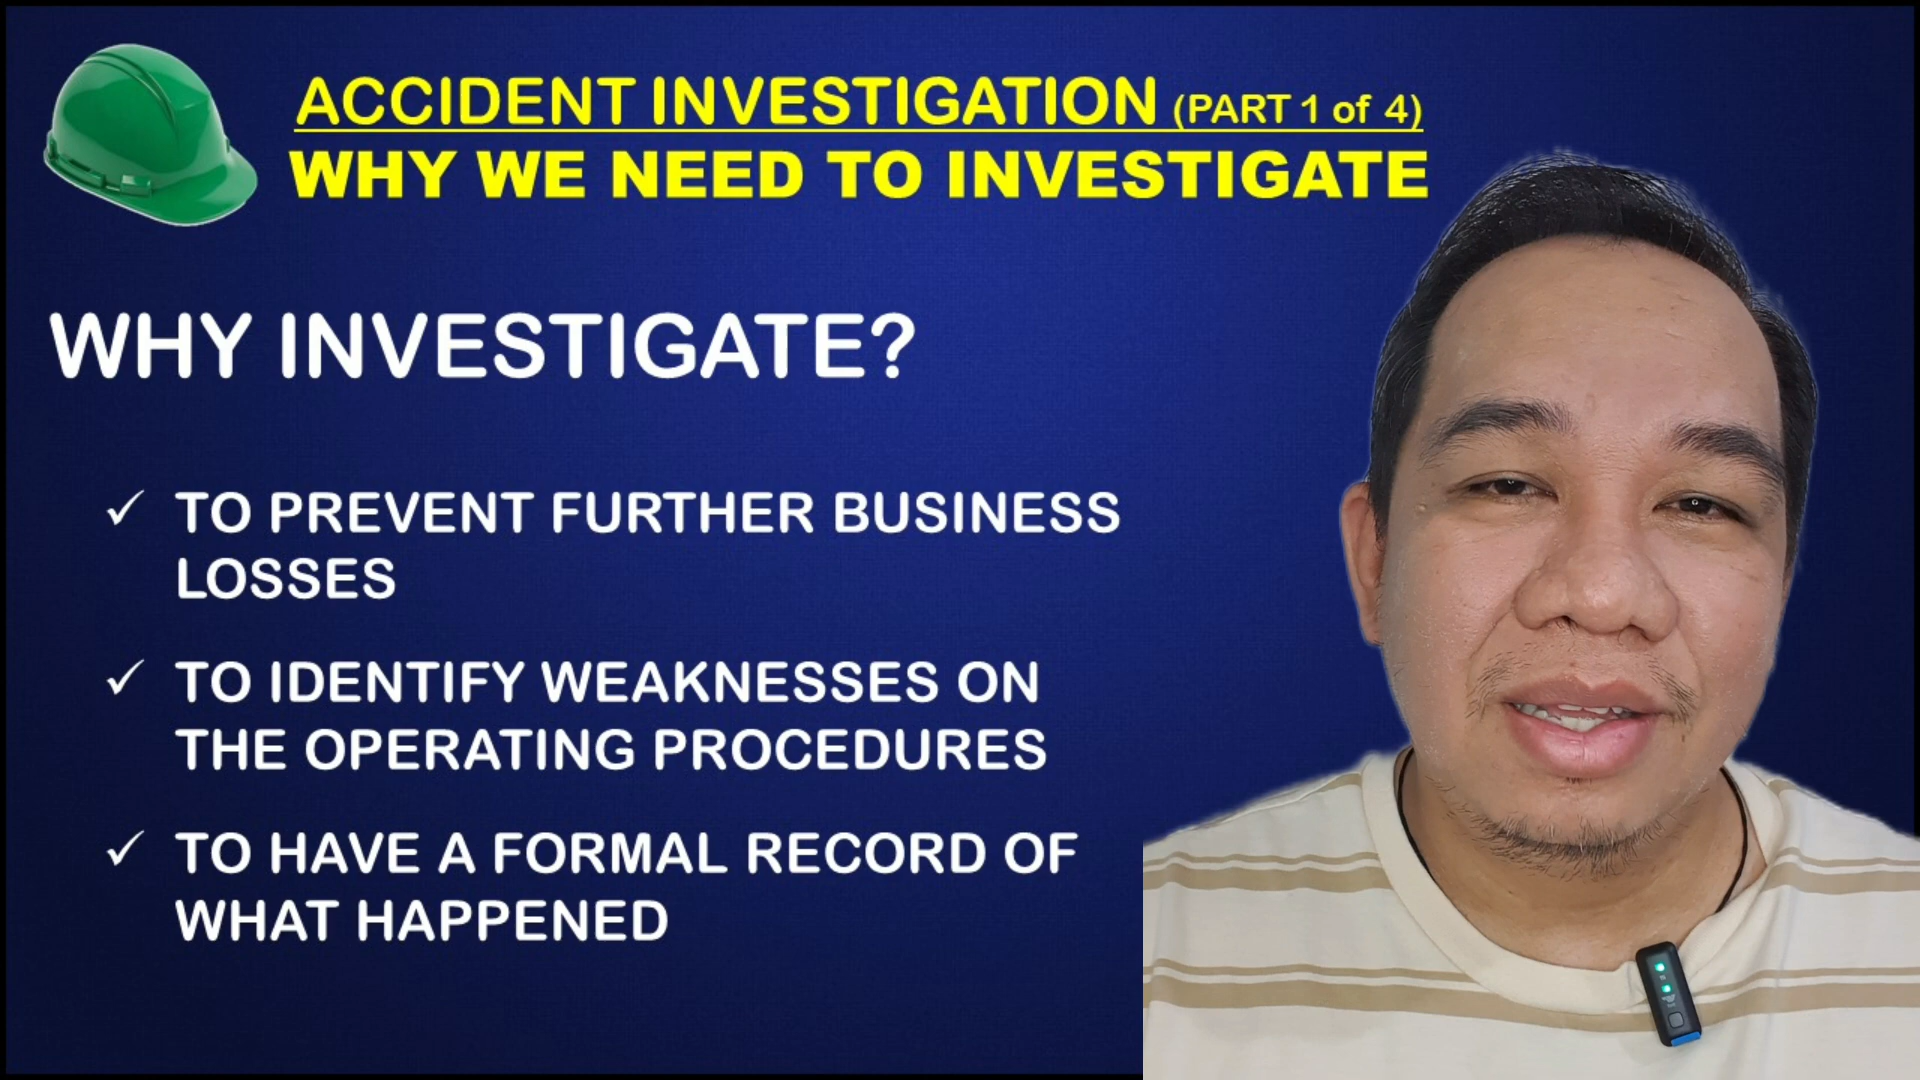 ACCIDENT INVESTIGATION (PART 1 of 4)
WHY WE NEED TO INVESTIGATE
WHY INVESTIGATE?
✓ TO PREVENT FURTHER BUSINESS
LOSSES
✓ TO IDENTIFY WEAKNESSES ON
THE OPERATING PROCEDURES
✓ TO HAVE A FORMAL RECORD OF
WHAT HAPPENED